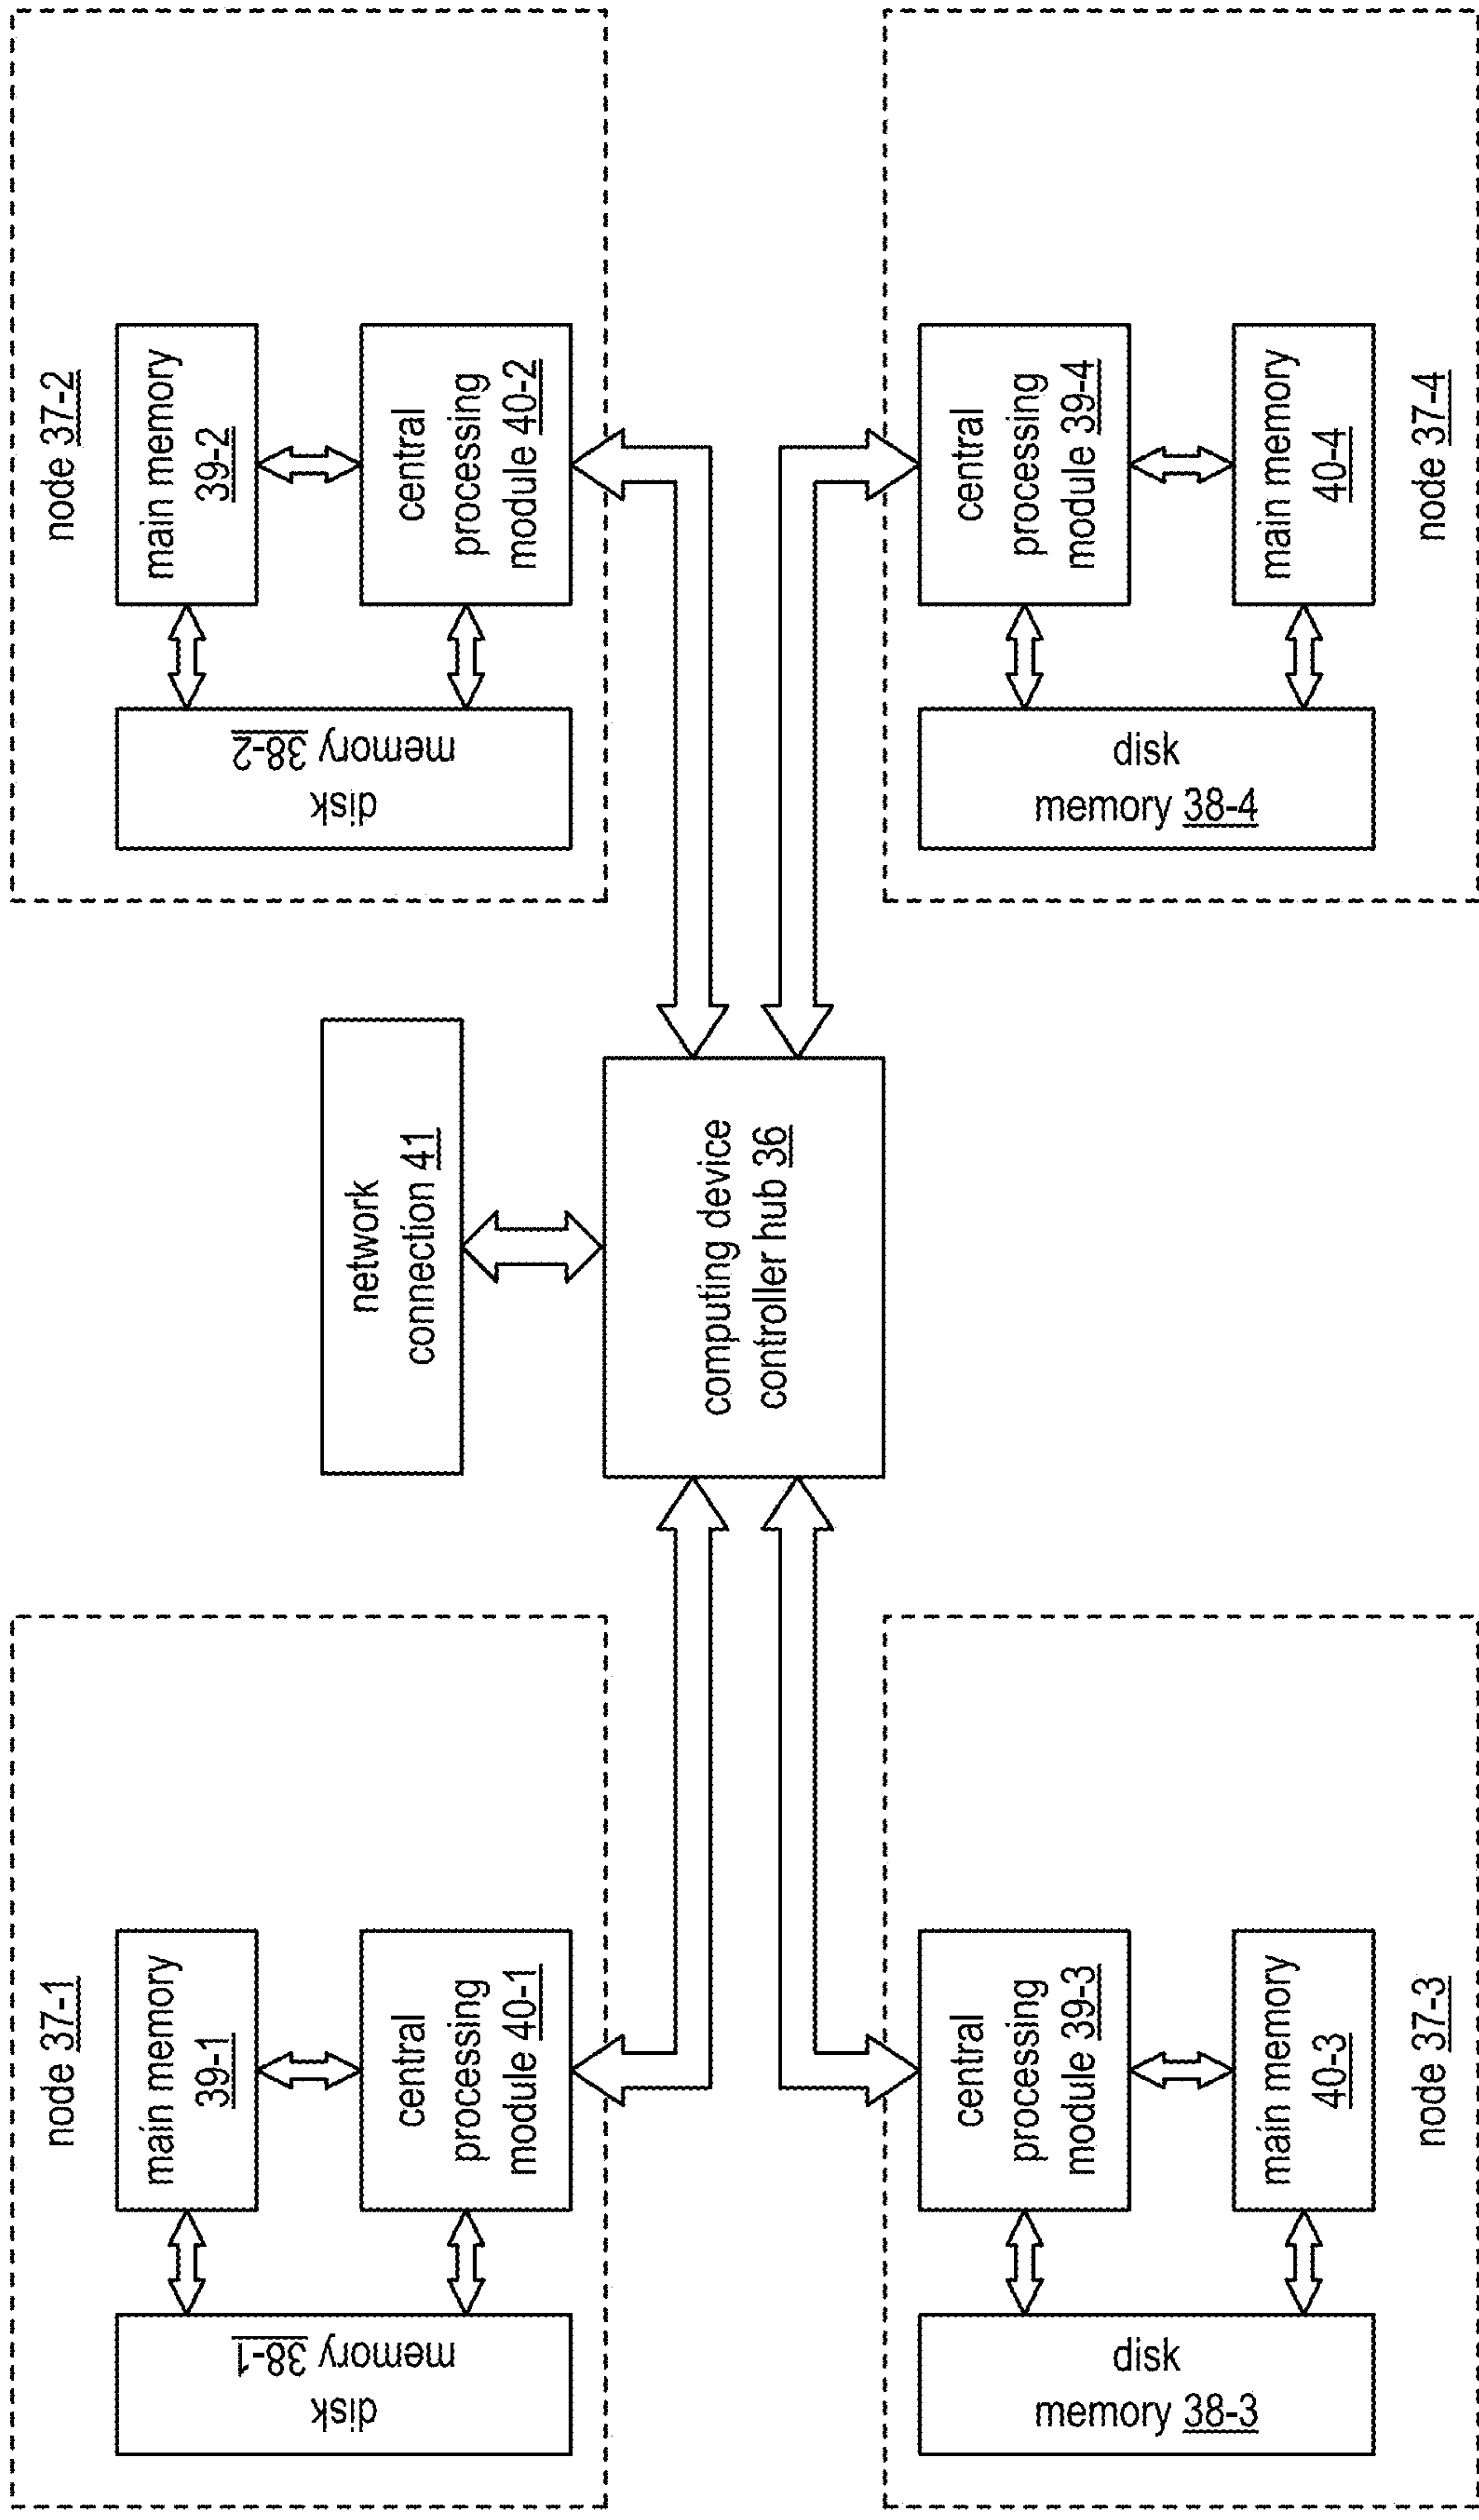 node 37-1
main memory
39-1
central
processing
module 40-1
disk
memory 38-1
node 37-2
main memory
39-2
central
processing
module 40-2
disk
memory 38-2
network
connection 41
computing device
controller hub 36
disk
memory 38-3
central
processing
module 39-3
main memory
40-3
node 37-3
disk
memory 38-4
central
processing
module 39-4
main memory
40-4
node 37-4